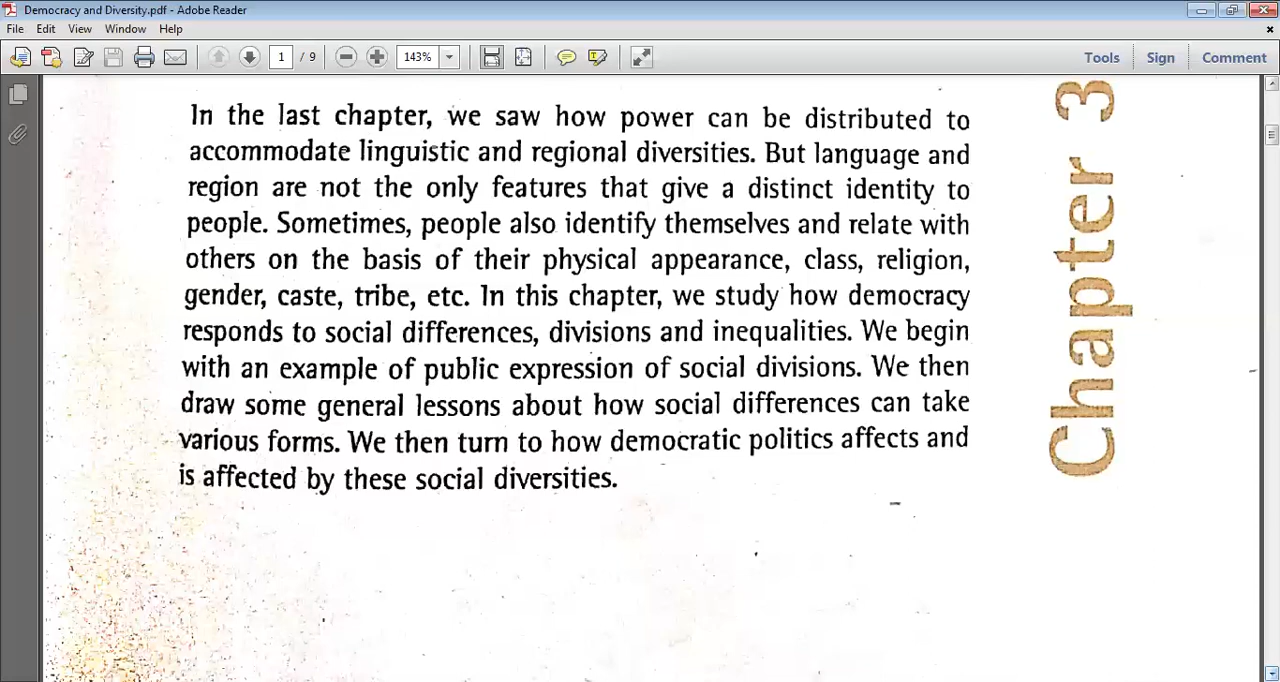 Democracy and Diversity.pdf - Adobe Reader
File Edit View Window Help
1 / 9 143% Tools Sign Comment
In the last chapter, we saw how power can be distributed to
accommodate linguistic and regional diversities. But language and
region are not the only features that give a distinct identity to
people. Sometimes, people also identify themselves and relate with
others on the basis of their physical appearance, class, religion,
gender, caste, tribe, etc. In this chapter, we study how democracy
responds to social differences, divisions and inequalities. We begin
with an example of public expression of social divisions. We then
draw some general lessons about how social differences can take
various forms. We then turn to how democratic politics affects and
is affected by these social diversities.
Chapter 3